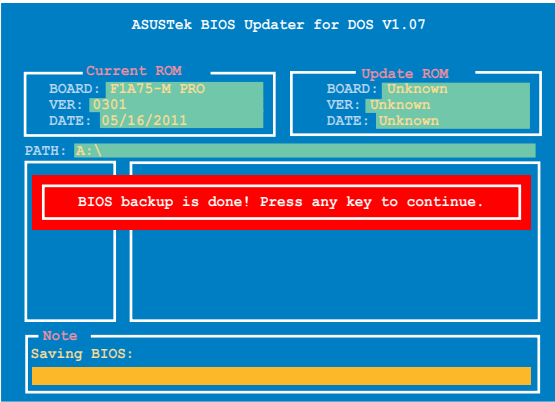 ASUSTek BIOS Updater for DOS V1.07
Current ROM
BOARD: F1A75-M PRO
VER: 0301
DATE: 05/16/2011
Update ROM
BOARD: Unknown
VER: Unknown
DATE: Unknown
PATH: A:\
BIOS backup is done! Press any key to continue.
Note
Saving BIOS: